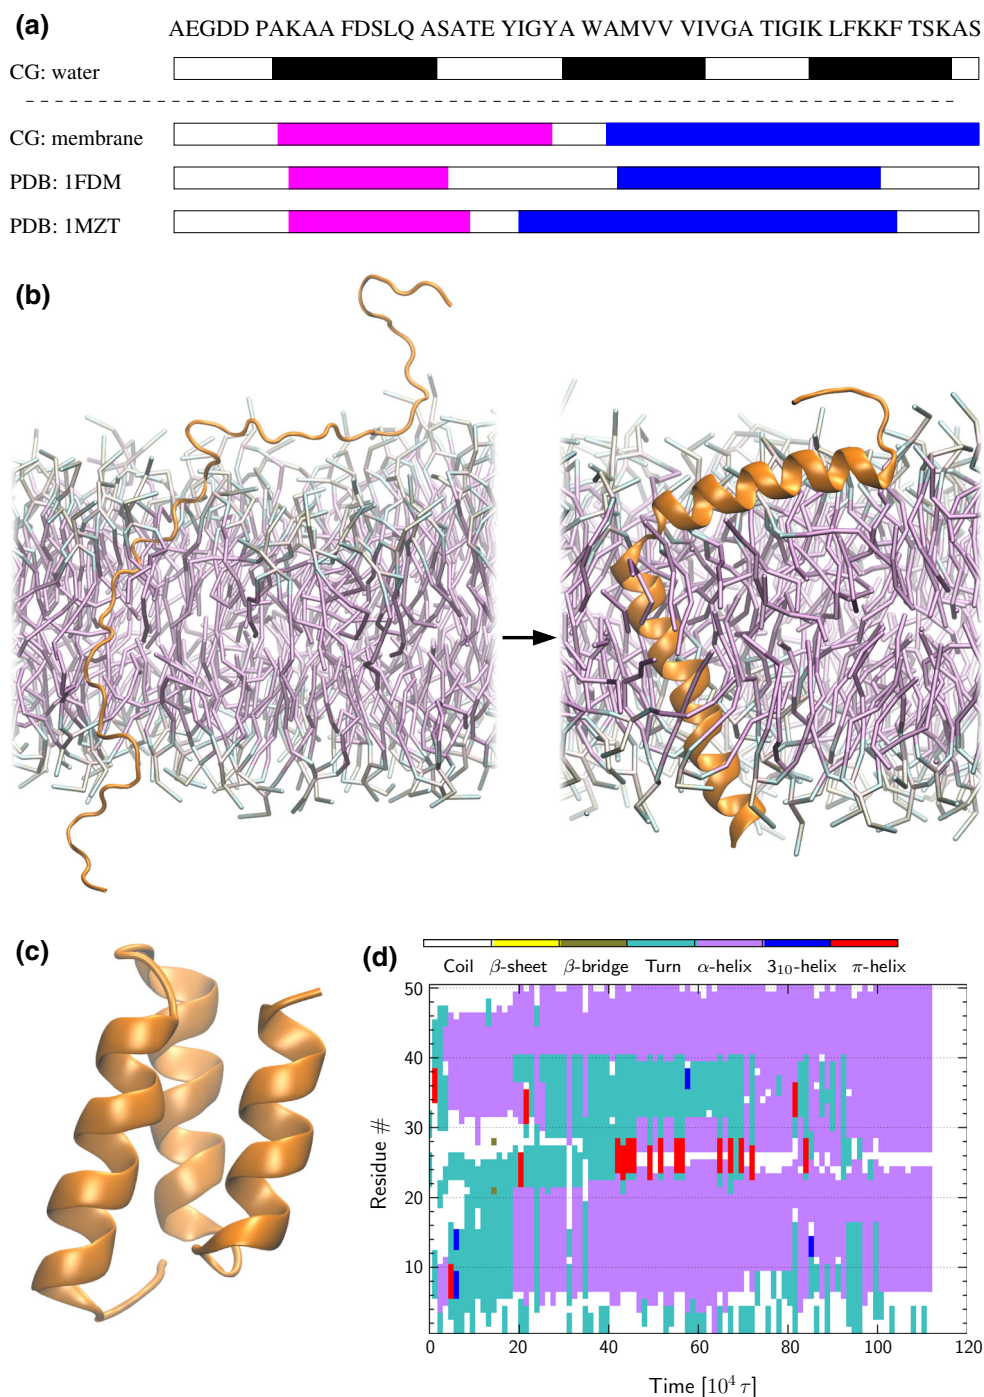 (a)
AEGDD PAKAA FDSLQ ASATE YIGYA WAMVV VIVGA TIGIK LFKKF TSKAS
CG: water
CG: membrane
PDB: 1FDM
PDB: 1MZT
(b)
(c)
(d)
Coil β-sheet β-bridge Turn α-helix 3₁₀-helix π-helix
50
40
30
20
10
Residue #
0 20 40 60 80 100 120
Time [10⁴ τ]